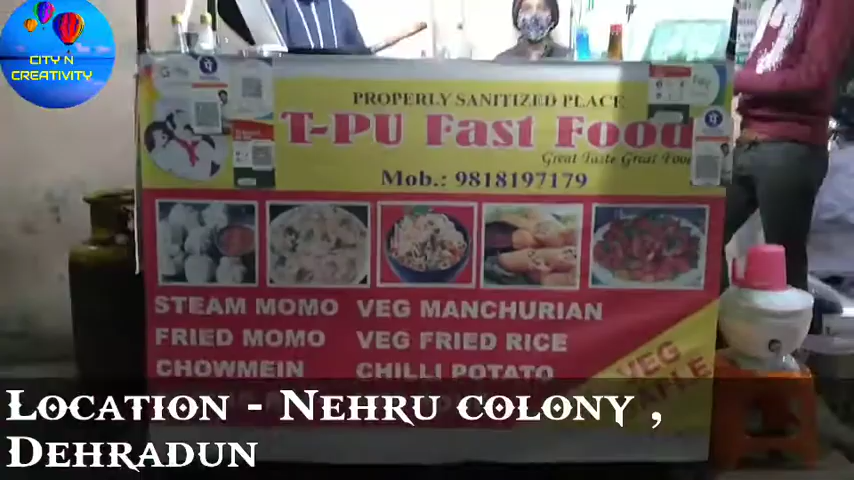 CITY N
CREATIVITY
PROPERLY SANITIZED PLACE
T-PU FAST FOOD
GREAT TASTE GREAT FOOD
MOB.: 9818197179
STEAM MOMO
VEG MANCHURIAN
FRIED MOMO
VEG FRIED RICE
CHOWMEIN
CHILLI POTATO
VEG
LOCATION - NEHRU COLONY ,
DEHRADUN